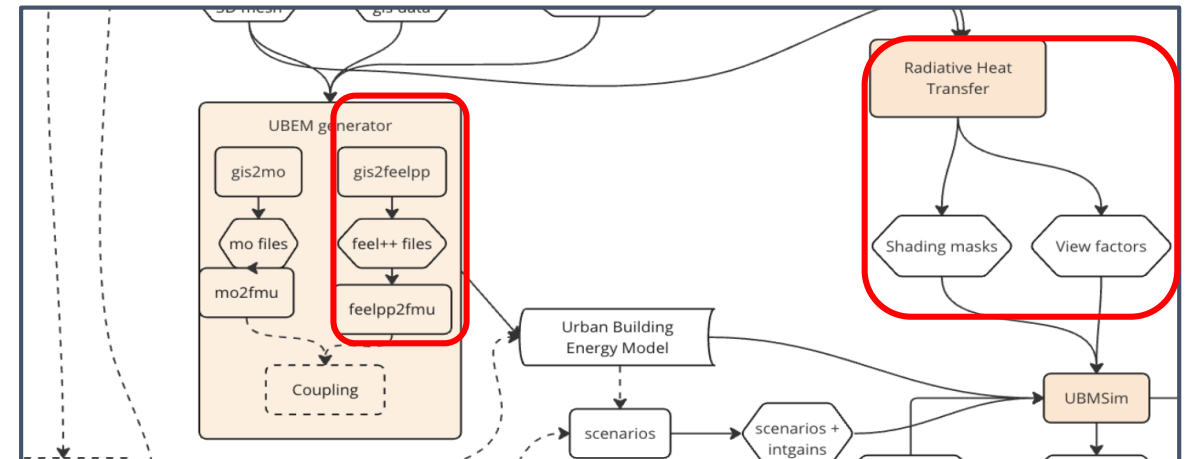 3D mesh
gis data
Radiative Heat
Transfer
UBEM generator
gis2mo
gis2feelpp
mo files
feel++ files
Shading masks
View factors
mo2fmu
feelpp2fmu
Urban Building
Energy Model
Coupling
UBMSim
scenarios
scenarios +
intgains